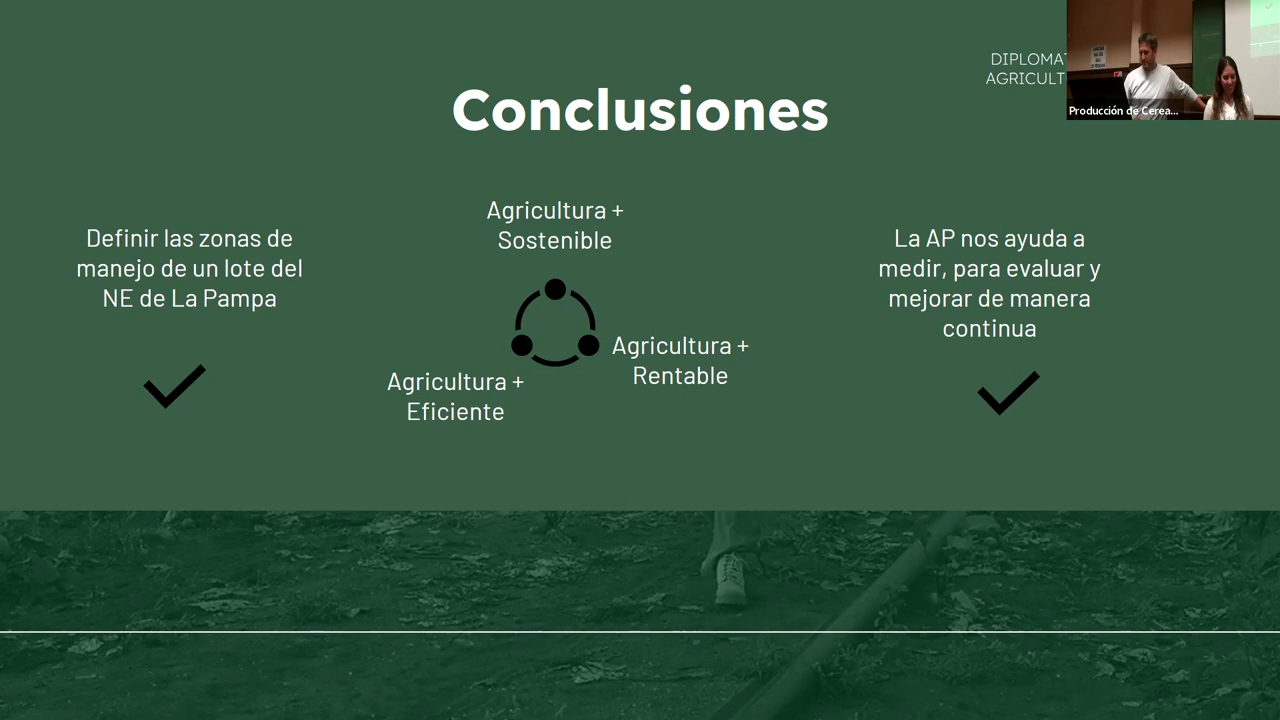 DIPLOMAT
AGRICULT
Conclusiones
Producción de Cerea...
Definir las zonas de
manejo de un lote del
NE de La Pampa
Agricultura +
Sostenible
Agricultura +
Rentable
Agricultura +
Eficiente
La AP nos ayuda a
medir, para evaluar y
mejorar de manera
continua